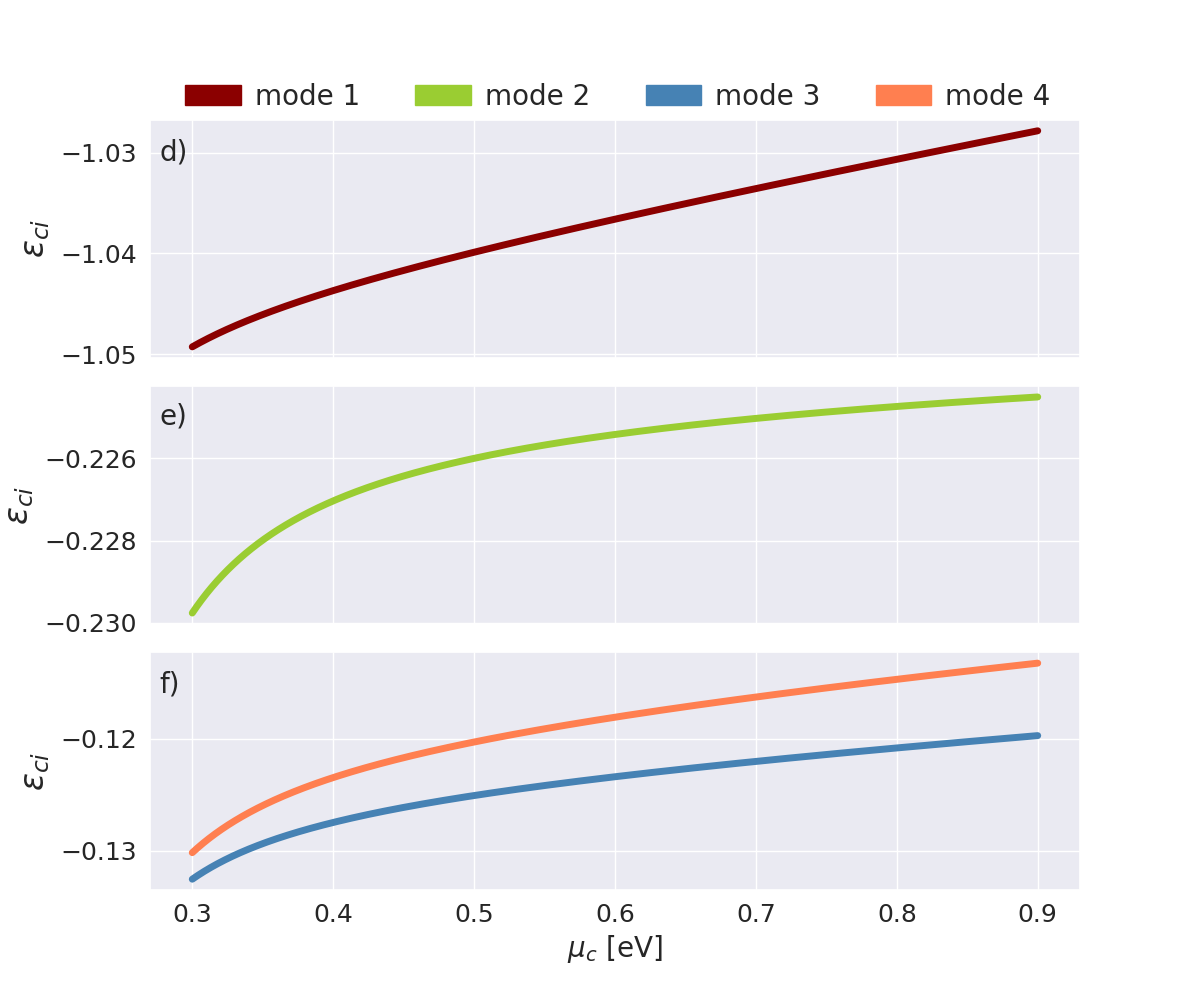 mode 1 mode 2 mode 3 mode 4
d)
−1.03
−1.04
−1.05
εci
e)
−0.226
−0.228
−0.230
εci
f)
−0.12
−0.13
εci
0.3 0.4 0.5 0.6 0.7 0.8 0.9
μc [eV]